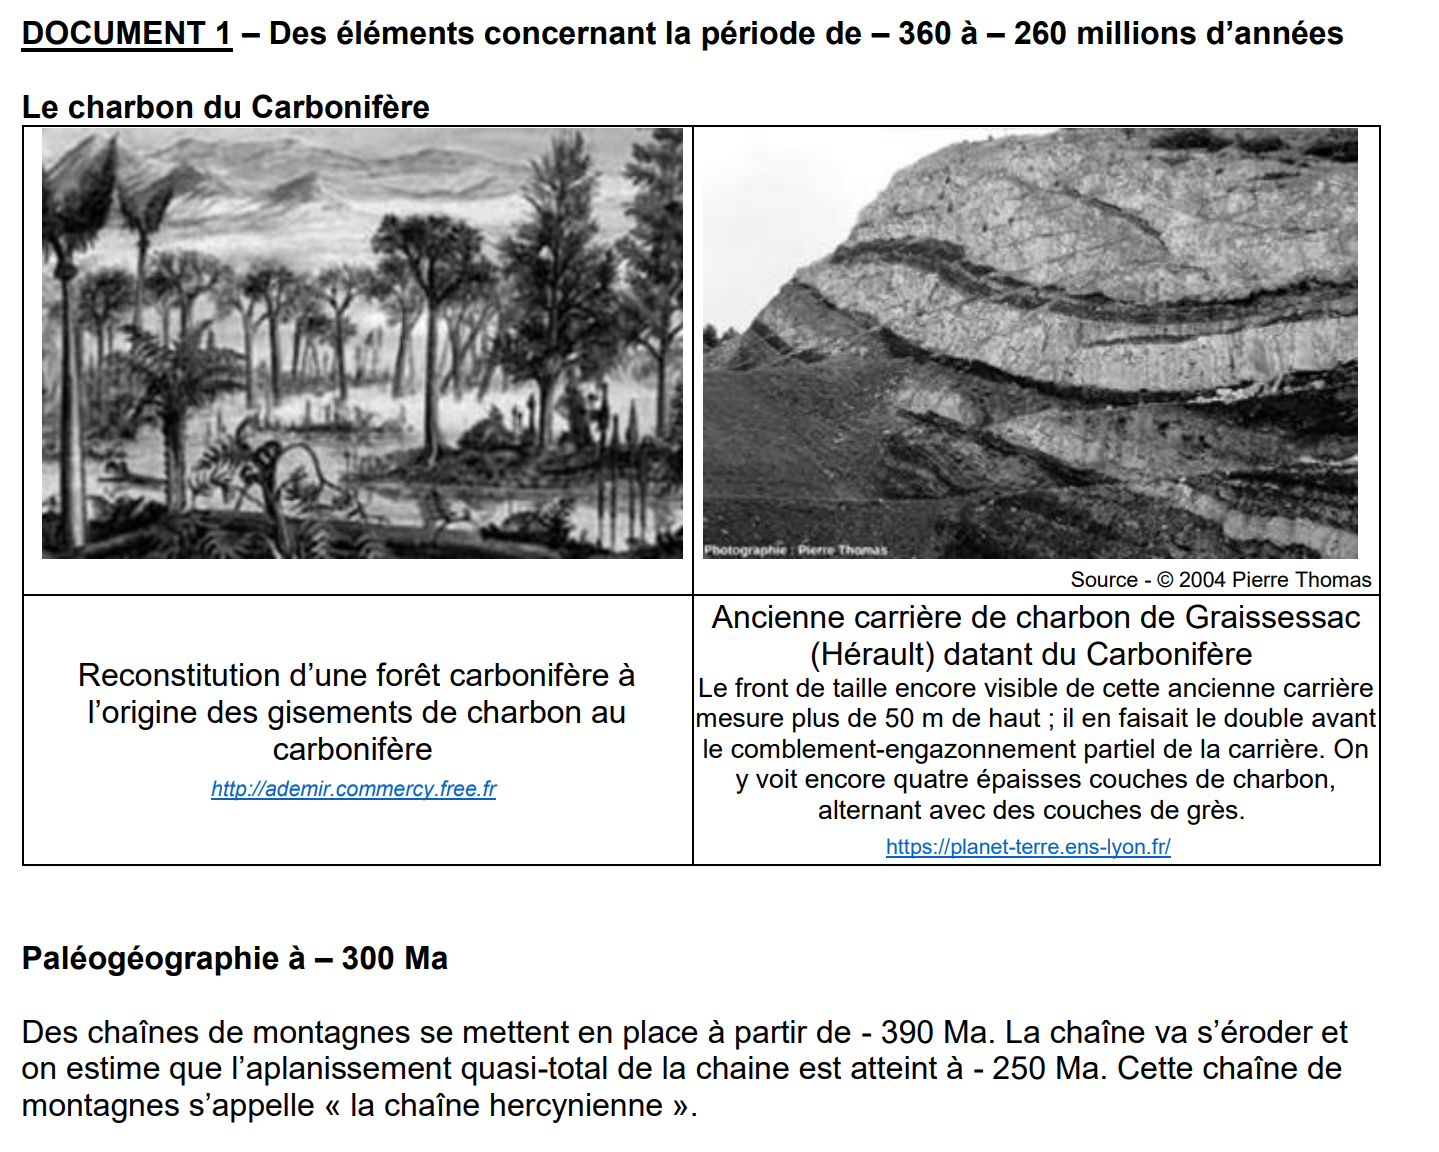 DOCUMENT 1 – Des éléments concernant la période de – 360 à – 260 millions d’années
Le charbon du Carbonifère
Photographie : Pierre Thomas
Source - © 2004 Pierre Thomas
Reconstitution d’une forêt carbonifère à
l’origine des gisements de charbon au
carbonifère
http://ademir.commercy.free.fr
Ancienne carrière de charbon de Graissessac
(Hérault) datant du Carbonifère
Le front de taille encore visible de cette ancienne carrière
mesure plus de 50 m de haut ; il en faisait le double avant
le comblement-engazonnement partiel de la carrière. On
y voit encore quatre épaisses couches de charbon,
alternant avec des couches de grès.
https://planet-terre.ens-lyon.fr/
Paléogéographie à – 300 Ma
Des chaînes de montagnes se mettent en place à partir de - 390 Ma. La chaîne va s’éroder et
on estime que l’aplanissement quasi-total de la chaine est atteint à - 250 Ma. Cette chaîne de
montagnes s’appelle « la chaîne hercynienne ».